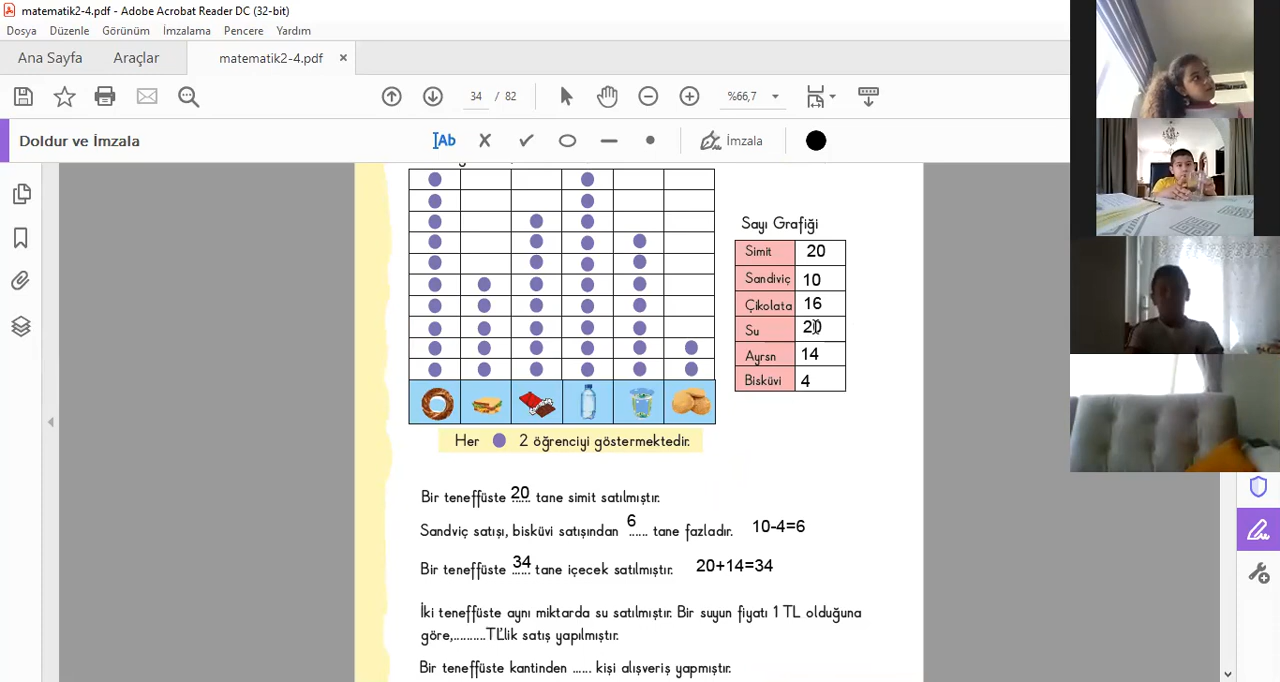 matematik2-4.pdf - Adobe Acrobat Reader DC (32-bit)
Dosya Düzenle Görünüm İmzalama Pencere Yardım
Ana Sayfa Araçlar matematik2-4.pdf ×
34 / 82 %66,7
Doldur ve İmzala Ab İmzala
Sayı Grafiği
Simit 20
Sandiviç 10
Çikolata 16
Su 20
Ayrsn 14
Bisküvi 4
Her 2 öğrenciyi göstermektedir.
Bir teneffüste 20 tane simit satılmıştır.
Sandviç satışı, bisküvi satışından 6 tane fazladır. 10-4=6
Bir teneffüste 34 tane içecek satılmıştır. 20+14=34
İki teneffüste aynı miktarda su satılmıştır. Bir suyun fiyatı 1 TL olduğuna
göre,..........TL'lik satış yapılmıştır.
Bir teneffüste kantinden ...... kişi alışveriş yapmıştır.